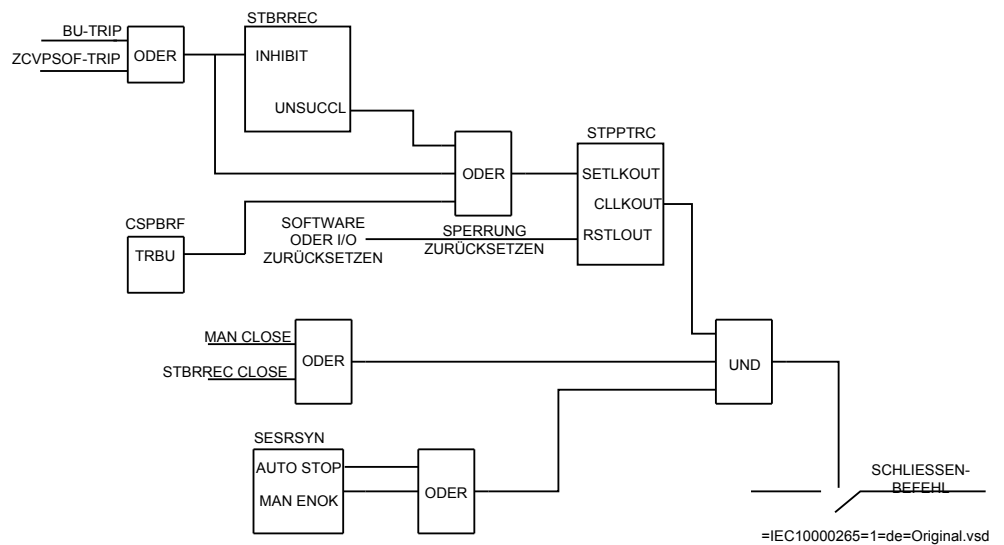 BU-TRIP
ZCVPSOF-TRIP
ODER
STBRREC
INHIBIT
UNSUCCL
ODER
STPPTRC
SETLKOUT
CLLKOUT
RSTLOUT
CSPBRF
TRBU
SOFTWARE
ODER I/O
ZURÜCKSETZEN
SPERRUNG
ZURÜCKSETZEN
MAN CLOSE
STBRREC CLOSE
ODER
UND
SESRSYN
AUTO STOP
MAN ENOK
ODER
SCHLIESSEN-
BEFEHL
=IEC10000265=1=de=Original.vsd